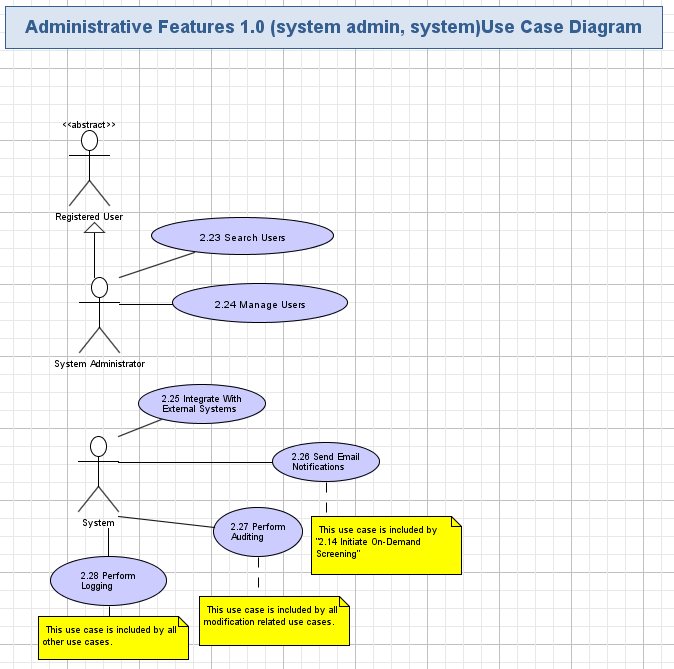 Administrative Features 1.0 (system admin, system)Use Case Diagram
<<abstract>>
Registered User
2.23 Search Users
2.24 Manage Users
System Administrator
2.25 Integrate With
External Systems
2.26 Send Email
Notifications
System
2.27 Perform
Auditing
This use case is included by
"2.14 Initiate On-Demand
Screening"
2.28 Perform
Logging
This use case is included by all
modification related use cases.
This use case is included by all
other use cases.